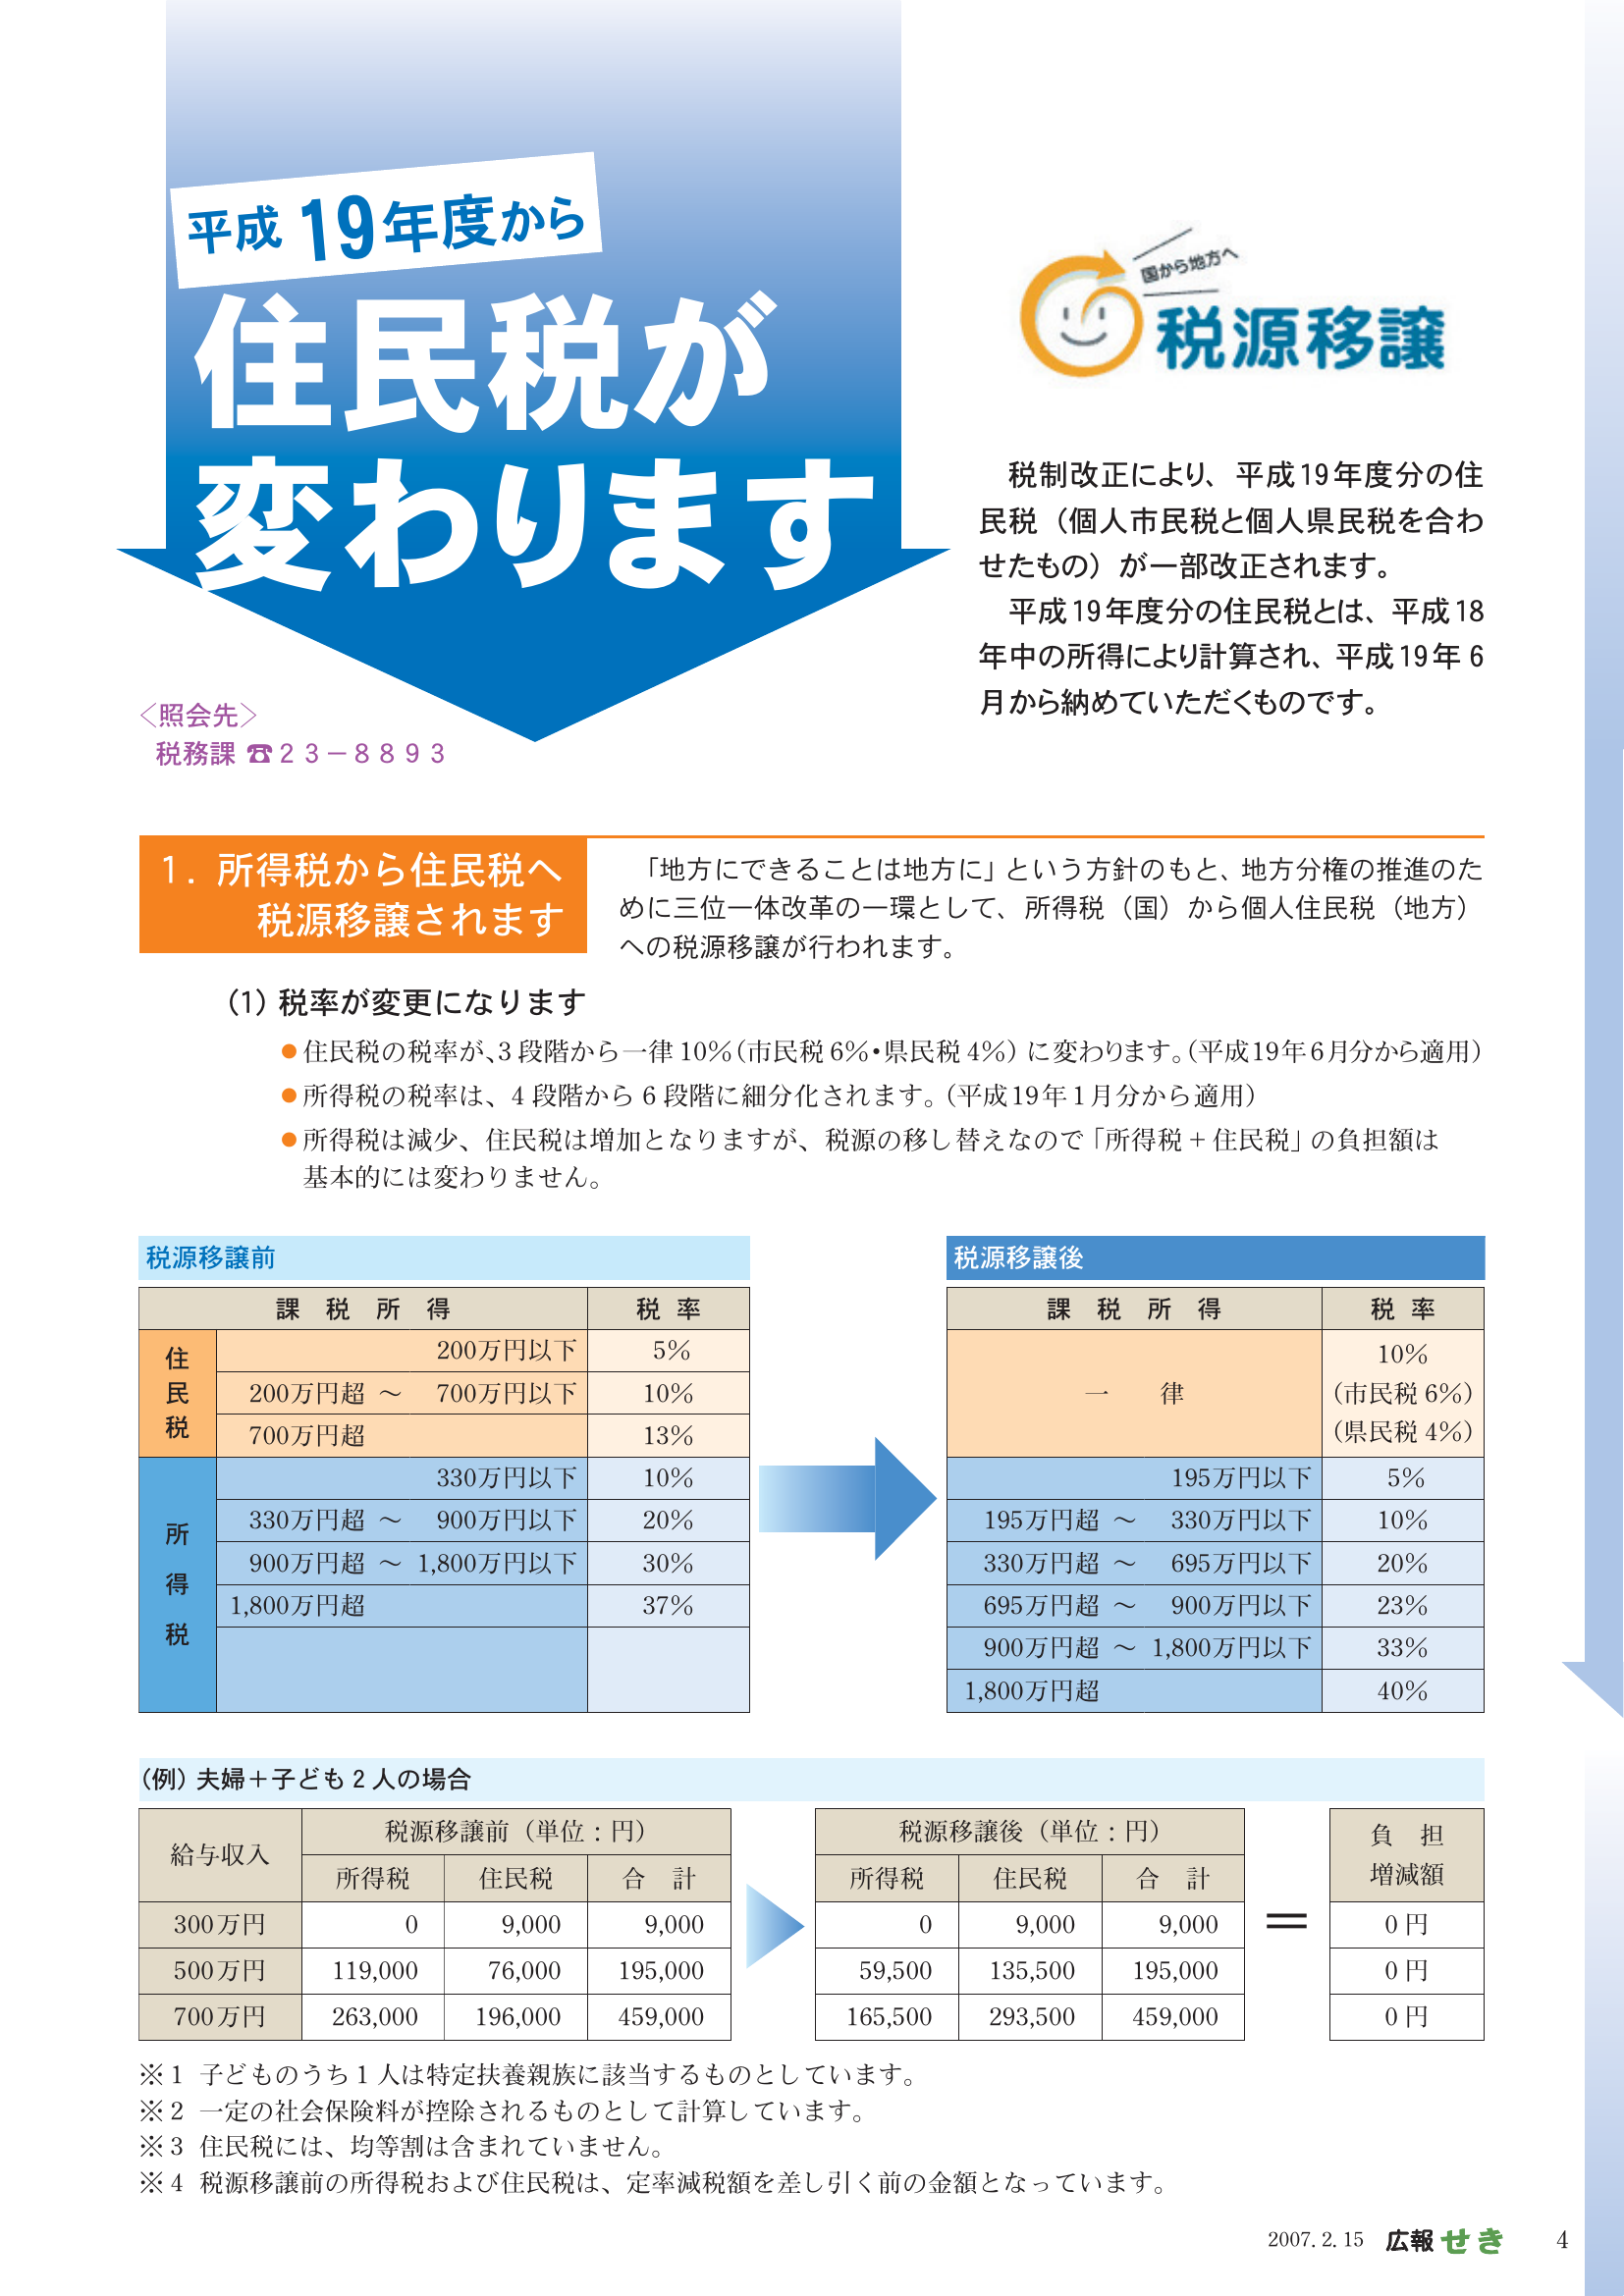 平成19年度から
住民税が
変わります
国から地方へ
税源移譲
税制改正により、平成19年度分の住
民税（個人市民税と個人県民税を合わ
せたもの）が一部改正されます。
平成19年度分の住民税とは、平成18
年中の所得により計算され、平成19年6
月から納めていただくものです。
＜照会先＞
税務課 ☎２３－８８９３
1．所得税から住民税へ
税源移譲されます
「地方にできることは地方に」という方針のもと、地方分権の推進のた
めに三位一体改革の一環として、所得税（国）から個人住民税（地方）
への税源移譲が行われます。
（1）税率が変更になります
●住民税の税率が、3段階から一律10％（市民税6％・県民税4％）に変わります。（平成19年6月分から適用）
●所得税の税率は、4段階から6段階に細分化されます。（平成19年1月分から適用）
●所得税は減少、住民税は増加となりますが、税源の移し替えなので「所得税＋住民税」の負担額は
基本的には変わりません。
税源移譲前
課税所得 税率
住民税
200万円以下 5％
200万円超 ～ 700万円以下 10％
700万円超 13％
所得税
330万円以下 10％
330万円超 ～ 900万円以下 20％
900万円超 ～ 1,800万円以下 30％
1,800万円超 37％
税源移譲後
課税所得 税率
一律 10％
（市民税6％）
（県民税4％）
195万円以下 5％
195万円超 ～ 330万円以下 10％
330万円超 ～ 695万円以下 20％
695万円超 ～ 900万円以下 23％
900万円超 ～ 1,800万円以下 33％
1,800万円超 40％
（例）夫婦＋子ども2人の場合
給与収入 税源移譲前（単位：円） 税源移譲後（単位：円） 負担
増減額
所得税 住民税 合計 所得税 住民税 合計
300万円 0 9,000 9,000 0 9,000 9,000 ＝ 0円
500万円 119,000 76,000 195,000 59,500 135,500 195,000 0円
700万円 263,000 196,000 459,000 165,500 293,500 459,000 0円
※1 子どものうち1人は特定扶養親族に該当するものとしています。
※2 一定の社会保険料が控除されるものとして計算しています。
※3 住民税には、均等割は含まれていません。
※4 税源移譲前の所得税および住民税は、定率減税額を差し引く前の金額となっています。
2007.2.15 広報せき 4